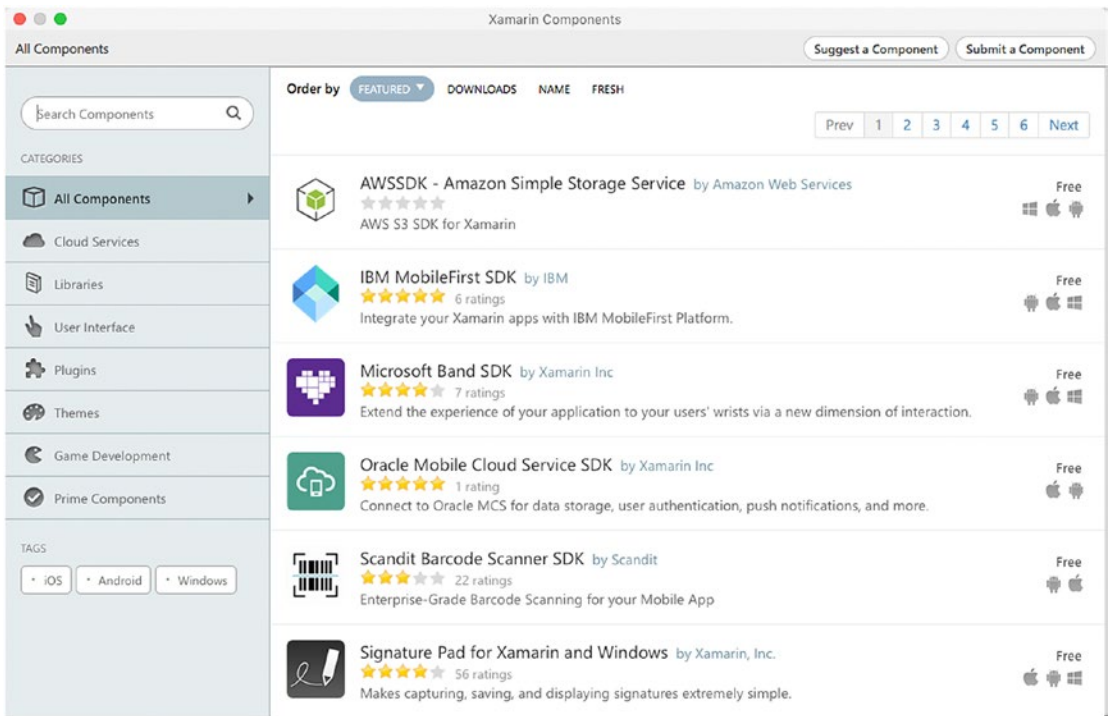 Xamarin Components
All Components
Suggest a Component
Submit a Component
Search Components
CATEGORIES
All Components
Cloud Services
Libraries
User Interface
Plugins
Themes
Game Development
Prime Components
TAGS
iOS
Android
Windows
Order by FEATURED DOWNLOADS NAME FRESH
Prev 1 2 3 4 5 6 Next
AWSSDK - Amazon Simple Storage Service by Amazon Web Services
Free
AWS S3 SDK for Xamarin
IBM MobileFirst SDK by IBM
Free
6 ratings
Integrate your Xamarin apps with IBM MobileFirst Platform.
Microsoft Band SDK by Xamarin Inc
Free
7 ratings
Extend the experience of your application to your users' wrists via a new dimension of interaction.
Oracle Mobile Cloud Service SDK by Xamarin Inc
Free
1 rating
Connect to Oracle MCS for data storage, user authentication, push notifications, and more.
Scandit Barcode Scanner SDK by Scandit
Free
22 ratings
Enterprise-Grade Barcode Scanning for your Mobile App
Signature Pad for Xamarin and Windows by Xamarin, Inc.
Free
56 ratings
Makes capturing, saving, and displaying signatures extremely simple.